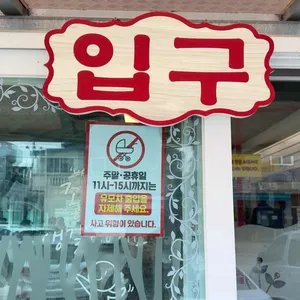 입구
주말·공휴일
11시~15시까지는
유모차 출입을
자제해 주세요.
사고 위험이 있습니다.